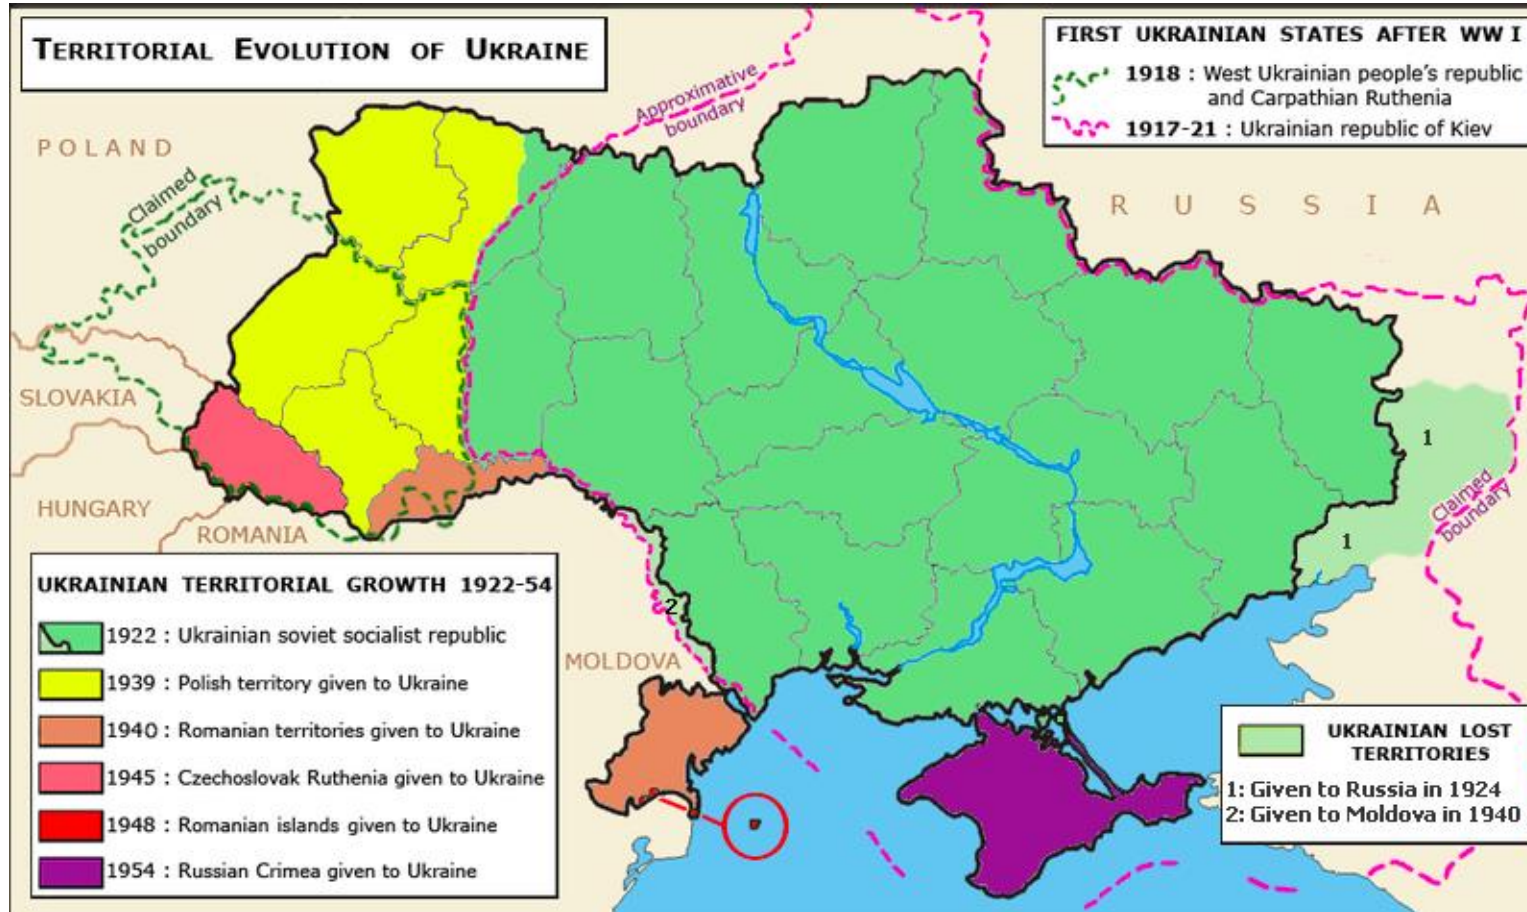 TERRITORIAL EVOLUTION OF UKRAINE
FIRST UKRAINIAN STATES AFTER WW I
1918 : West Ukrainian people's republic
and Carpathian Ruthenia
1917-21 : Ukrainian republic of Kiev
Approximative
boundary
POLAND
Claimed
boundary
RUSSIA
SLOVAKIA
HUNGARY
ROMANIA
1
1
Claimed
boundary
2
MOLDOVA
UKRAINIAN TERRITORIAL GROWTH 1922-54
1922 : Ukrainian soviet socialist republic
1939 : Polish territory given to Ukraine
1940 : Romanian territories given to Ukraine
1945 : Czechoslovak Ruthenia given to Ukraine
1948 : Romanian islands given to Ukraine
1954 : Russian Crimea given to Ukraine
UKRAINIAN LOST
TERRITORIES
1: Given to Russia in 1924
2: Given to Moldova in 1940